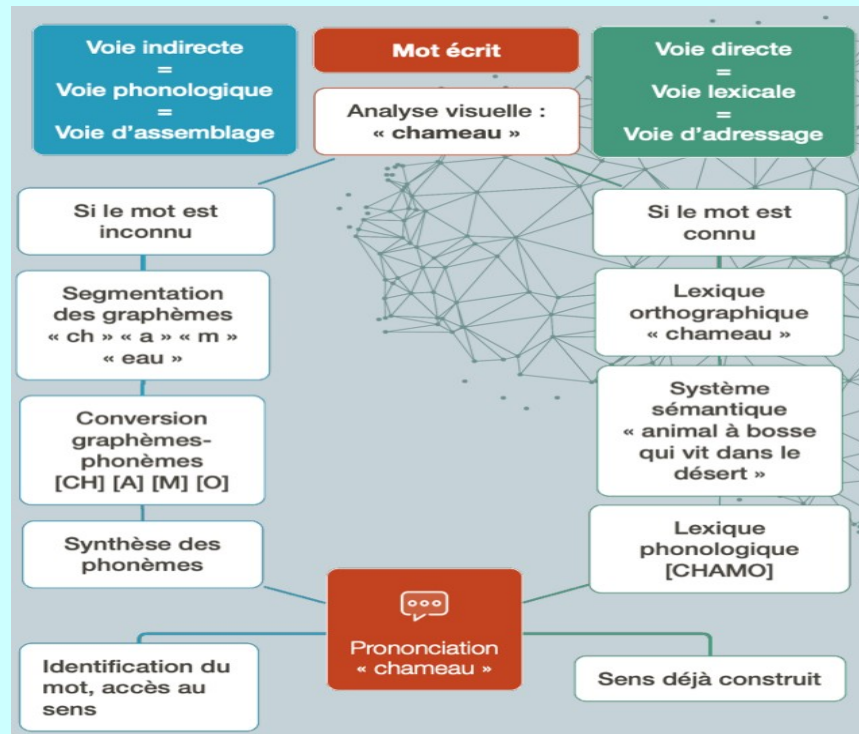 Voie indirecte
=
Voie phonologique
=
Voie d’assemblage
Mot écrit
Analyse visuelle :
« chameau »
Voie directe
=
Voie lexicale
=
Voie d’adressage
Si le mot est
inconnu
Segmentation
des graphèmes
« ch » « a » « m »
« eau »
Conversion
graphèmes-
phonèmes
[CH] [A] [M] [O]
Synthèse des
phonèmes
Si le mot est
connu
Lexique
orthographique
« chameau »
Système
sémantique
« animal à bosse
qui vit dans le
désert »
Lexique
phonologique
[CHAMO]
Prononciation
« chameau »
Identification du
mot, accès au
sens
Sens déjà construit